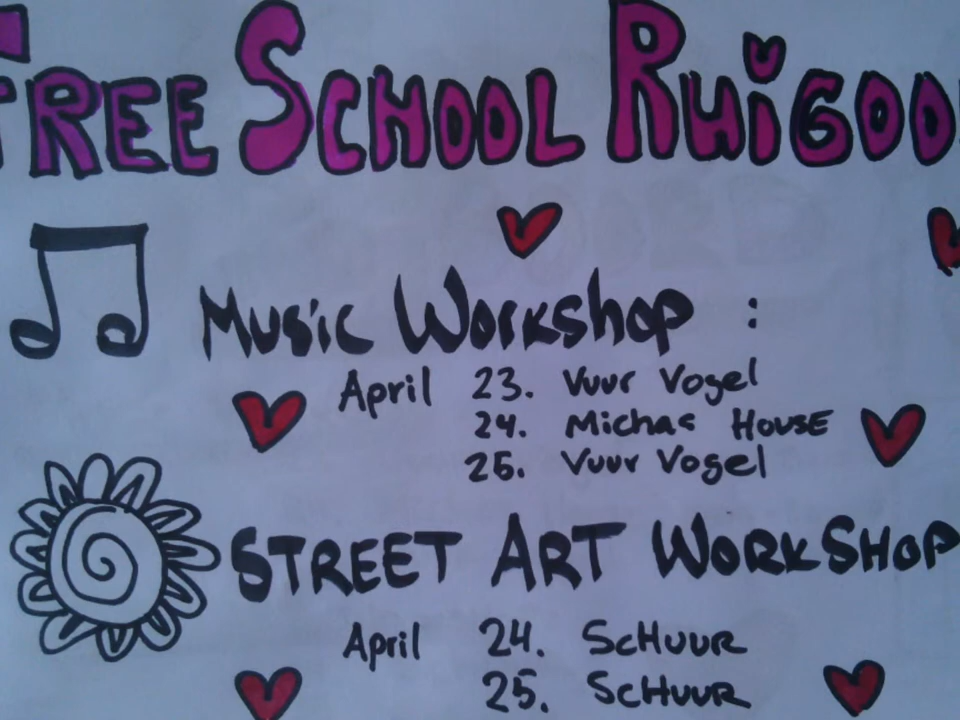 FREE SCHOOL RuiGOO
Music Workshop :
April 23. Vuur Vogel
24. Michas House
25. Vuur Vogel
STREET ART WORKSHOP
April 24. SCHUUR
25. SCHUUR